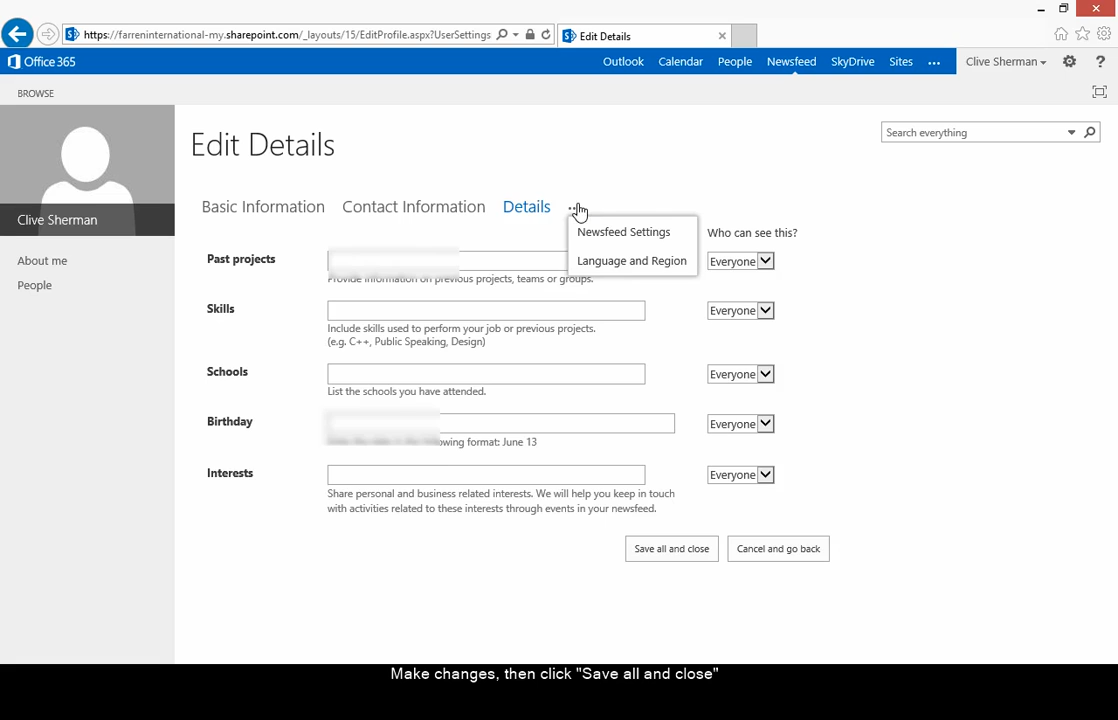 https://farreninternational-my.sharepoint.com/_layouts/15/EditProfile.aspx?UserSettings
Edit Details
Office 365
Outlook Calendar People Newsfeed SkyDrive Sites ... Clive Sherman ?
BROWSE
Edit Details
Search everything
Clive Sherman
About me
People
Basic Information Contact Information Details ...
Newsfeed Settings
Language and Region
Who can see this?
Past projects Everyone
Provide information on previous projects, teams or groups.
Skills Everyone
Include skills used to perform your job or previous projects.
(e.g. C++, Public Speaking, Design)
Schools Everyone
List the schools you have attended.
Birthday Everyone
following format: June 13
Interests Everyone
Share personal and business related interests. We will help you keep in touch
with activities related to these interests through events in your newsfeed.
Save all and close Cancel and go back
Make changes, then click "Save all and close"